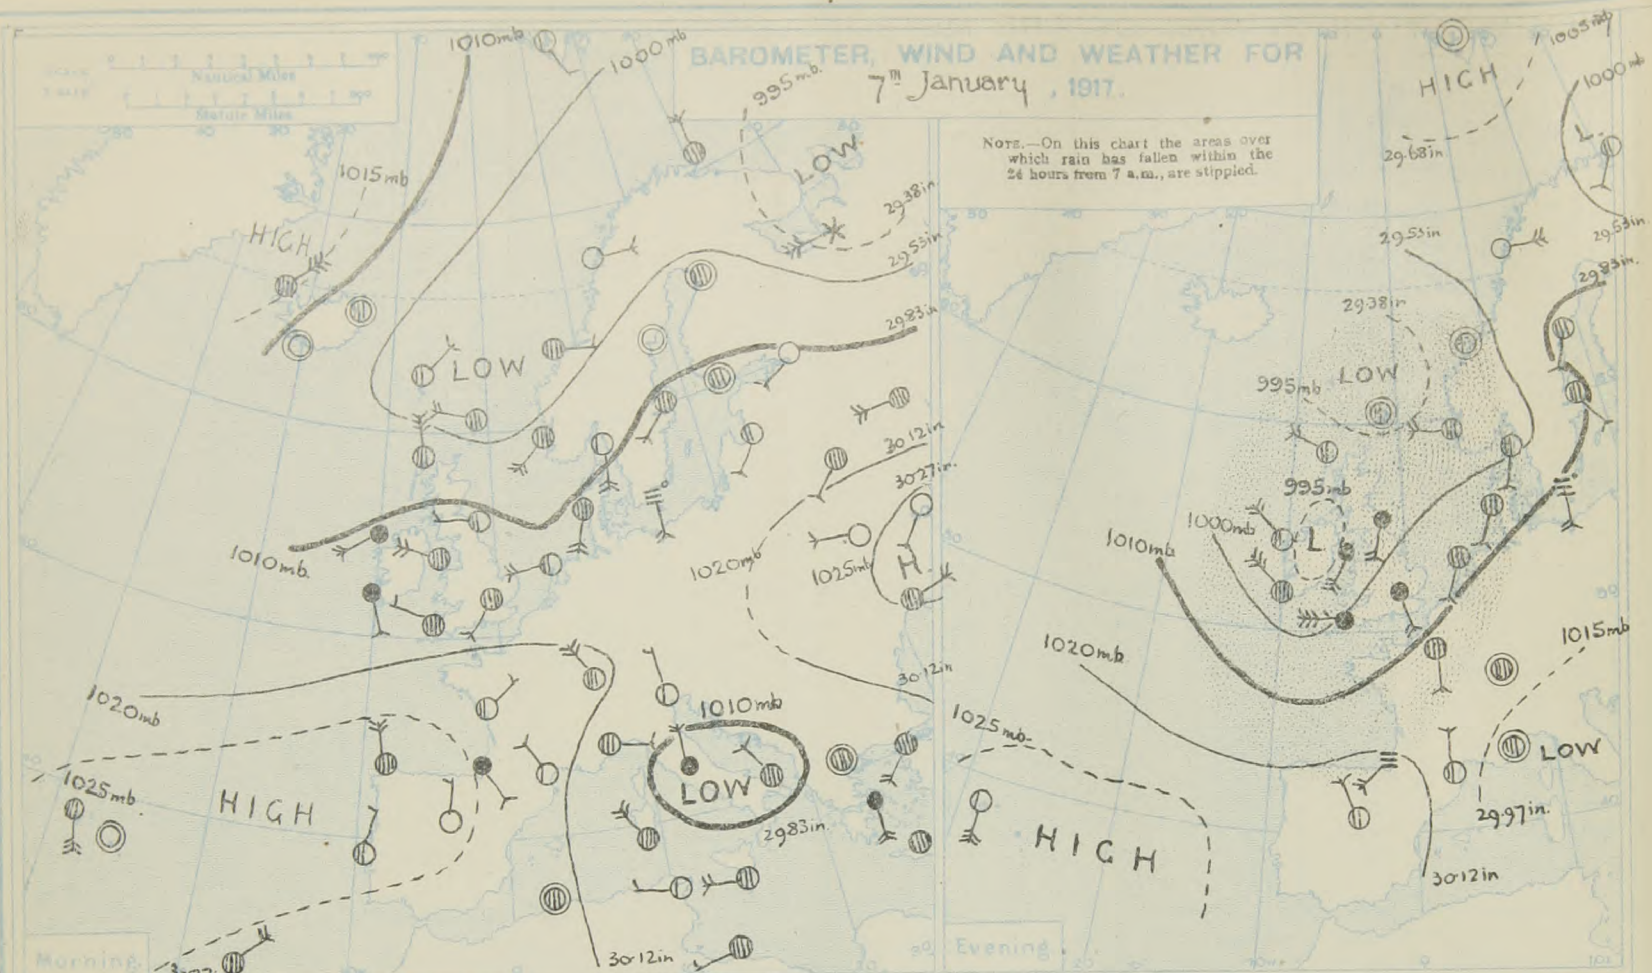 BAROMETER, WIND AND WEATHER FOR
7TH January, 1917.
NOTE.—On this chart the areas over
which rain has fallen within the
24 hours from 7 a.m., are stippled.
Nautical Miles
Statute Miles
1010mb
1000mb
995mb.
LOW
29.38in
1015mb
HIGH
29.53in
29.83in
LOW
1010mb.
30.12in
30.27in.
1020mb
1025mb
H.
30.12in
1020mb
1010mb
LOW
29.83in.
1025mb.
HIGH
30.12in
Morning.
1005mb
HIGH
1000mb
L.
29.68in
29.53in
29.53in.
29.83in.
29.38in
995mb
LOW
995mb
L
1000mb
1010mb
1020mb
1015mb
1025mb.
LOW
29.97in.
HIGH
30.12in
Evening.